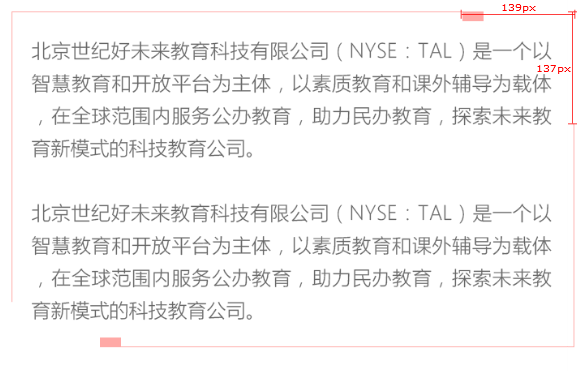 139px
137px
北京世纪好未来教育科技有限公司（NYSE：TAL）是一个以
智慧教育和开放平台为主体，以素质教育和课外辅导为载体
，在全球范围内服务公办教育，助力民办教育，探索未来教
育新模式的科技教育公司。
北京世纪好未来教育科技有限公司（NYSE：TAL）是一个以
智慧教育和开放平台为主体，以素质教育和课外辅导为载体
，在全球范围内服务公办教育，助力民办教育，探索未来教
育新模式的科技教育公司。